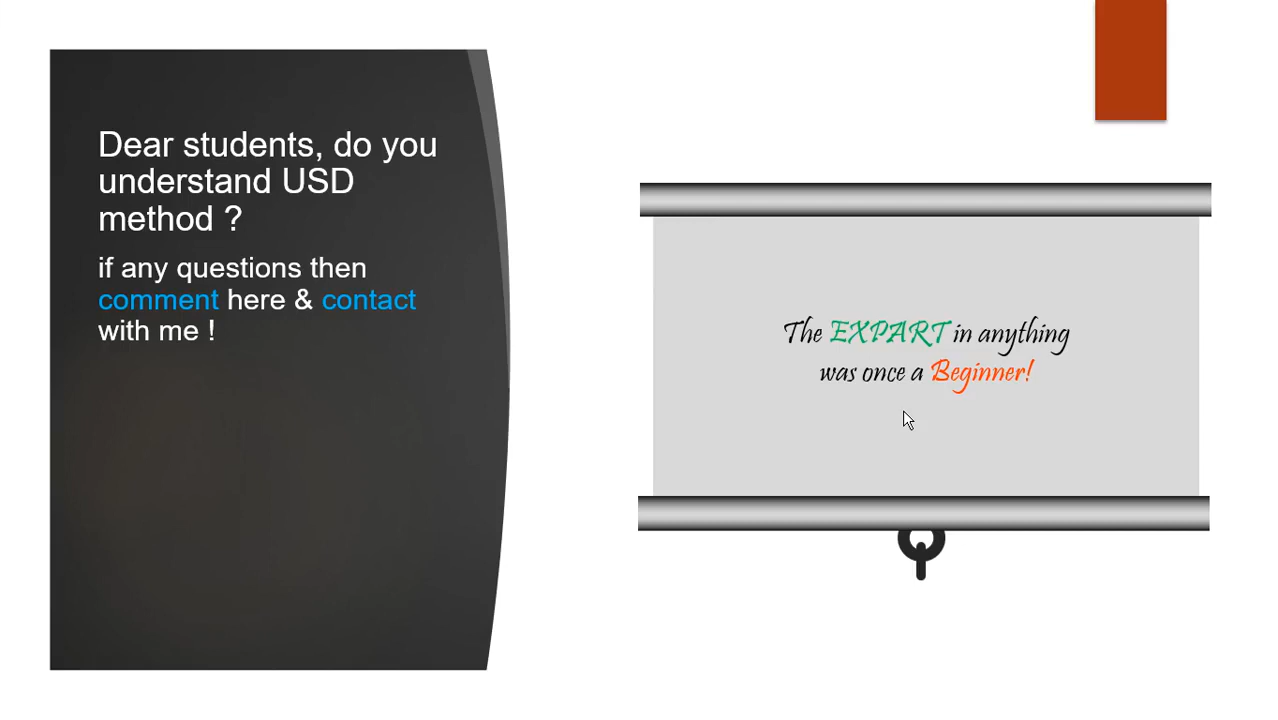 Dear students, do you
understand USD
method ?
if any questions then
comment here & contact
with me !
The EXPART in anything
was once a Beginner!